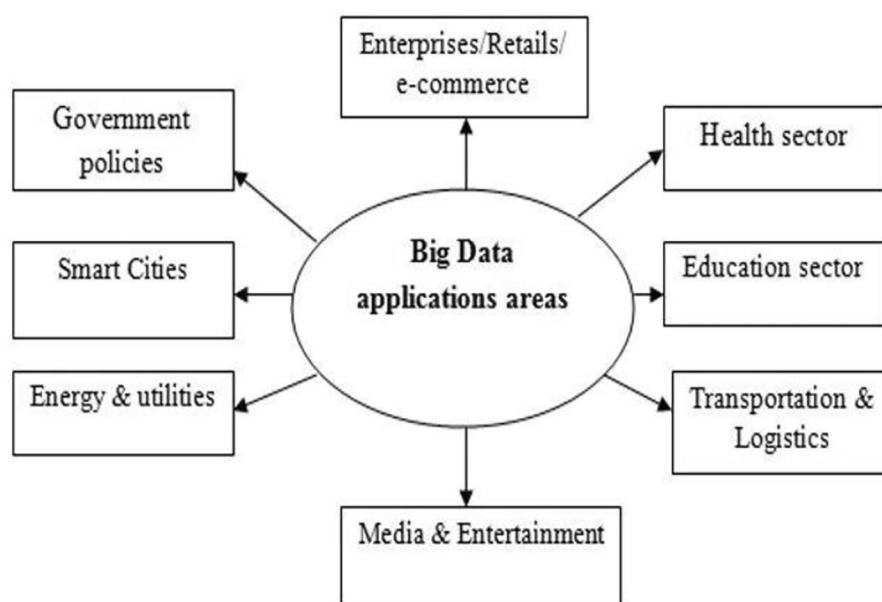 Enterprises/Retails/
e-commerce
Government
policies
Health sector
Big Data
applications areas
Smart Cities
Education sector
Energy & utilities
Transportation &
Logistics
Media & Entertainment